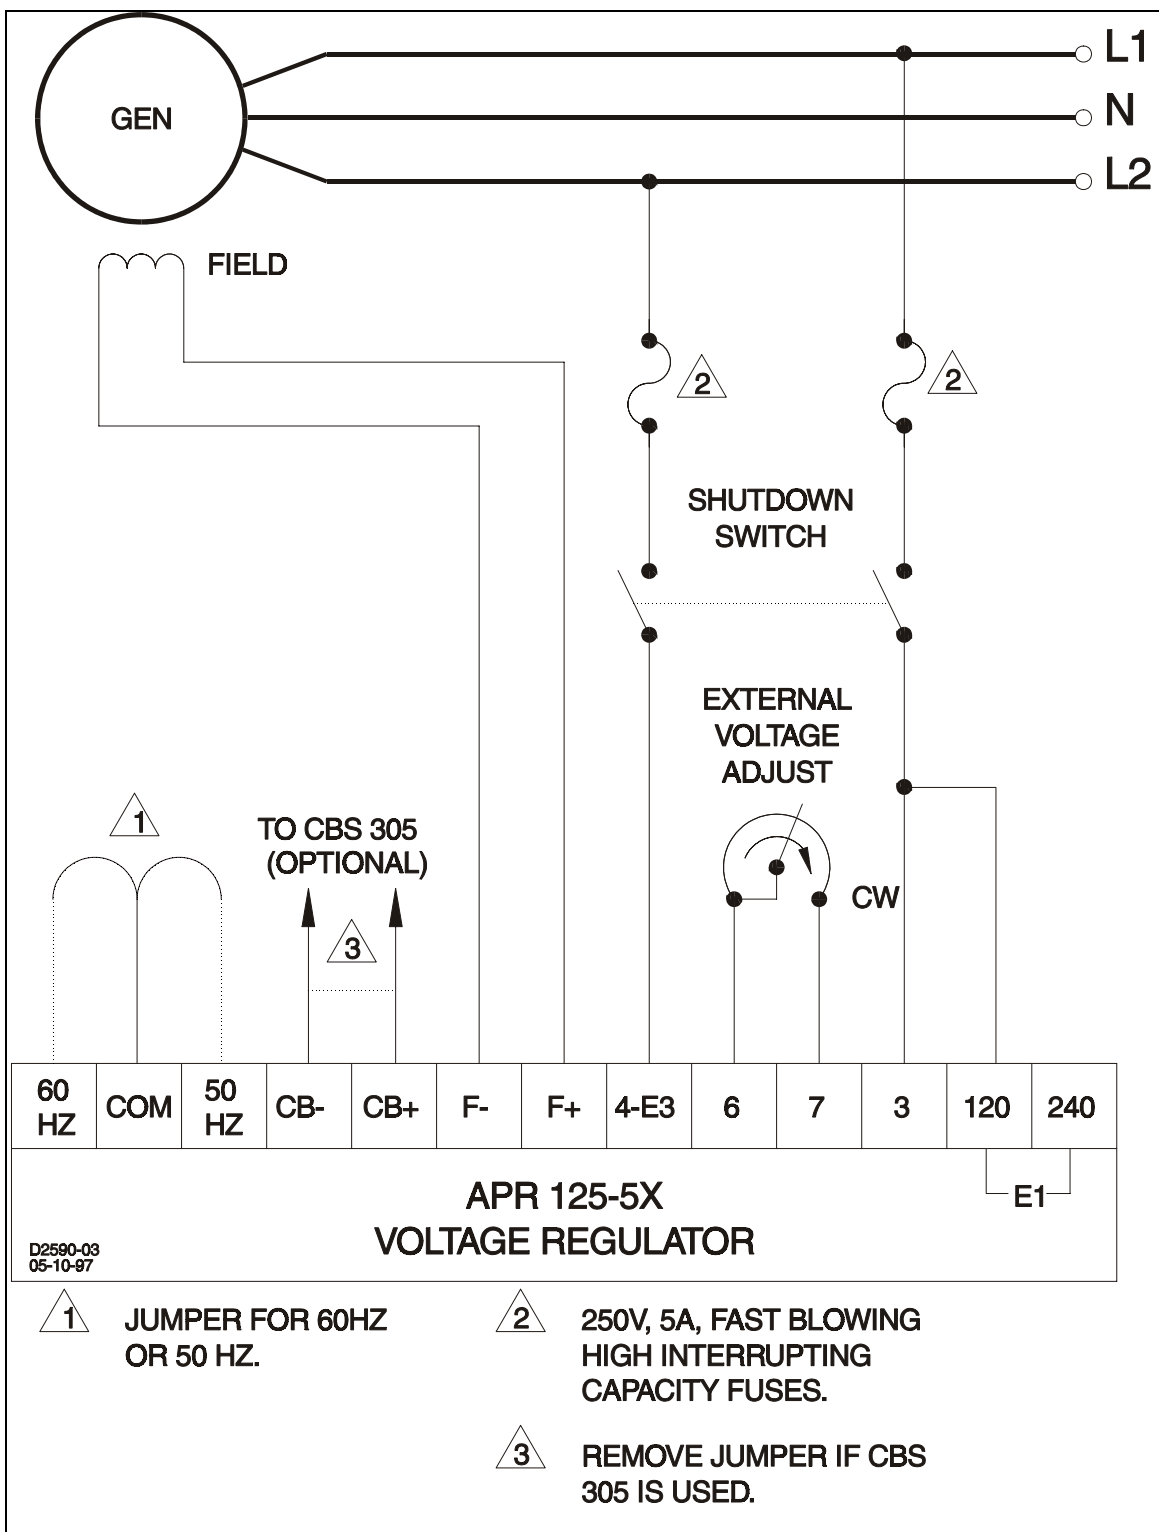 GEN
L1
N
L2
FIELD
2
2
SHUTDOWN
SWITCH
EXTERNAL
VOLTAGE
ADJUST
1
TO CBS 305
(OPTIONAL)
3
CW
60
HZ
COM
50
HZ
CB-
CB+
F-
F+
4-E3
6
7
3
120
240
E1
APR 125-5X
VOLTAGE REGULATOR
D2590-03
05-10-97
1
JUMPER FOR 60HZ
OR 50 HZ.
2
250V, 5A, FAST BLOWING
HIGH INTERRUPTING
CAPACITY FUSES.
3
REMOVE JUMPER IF CBS
305 IS USED.